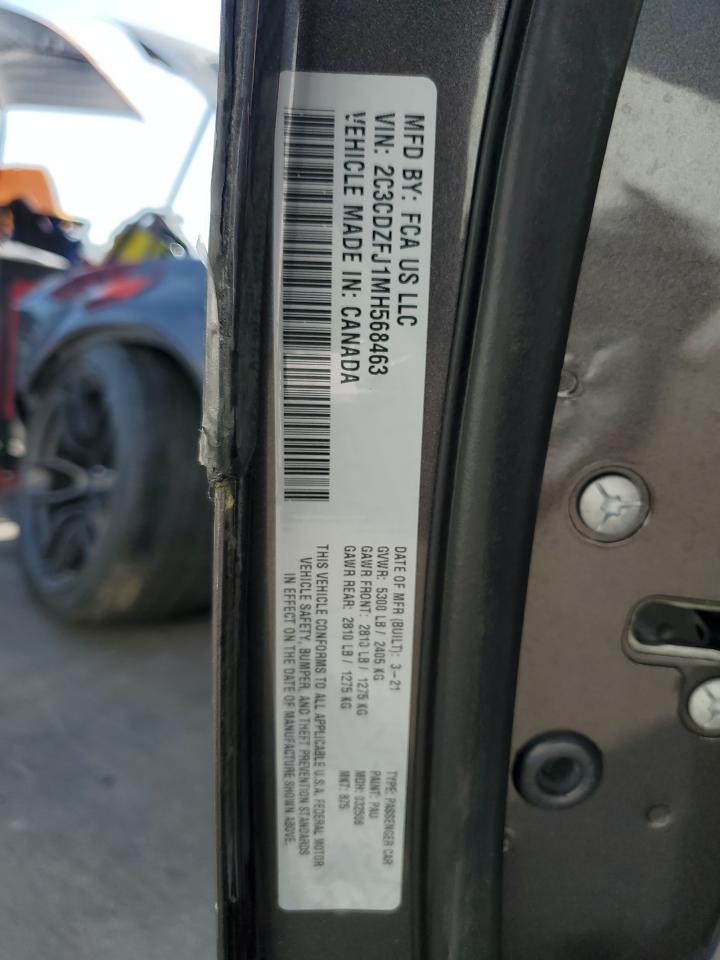 MFD BY: FCA US LLC
VIN: 2C3CDZFJ1MH568463
VEHICLE MADE IN: CANADA
DATE OF MFR (BUILT): 3-21
GVWR: 5300 LB / 2405 KG
GAWR FRONT: 2810 LB / 1275 KG
GAWR REAR: 2810 LB / 1275 KG
THIS VEHICLE CONFORMS TO ALL APPLICABLE U.S.A. FEDERAL MOTOR
VEHICLE SAFETY, BUMPER, AND THEFT PREVENTION STANDARDS
IN EFFECT ON THE DATE OF MANUFACTURE SHOWN ABOVE.
TYPE: PASSENGER CAR
PAINT: PAU
MDH:
MKT: